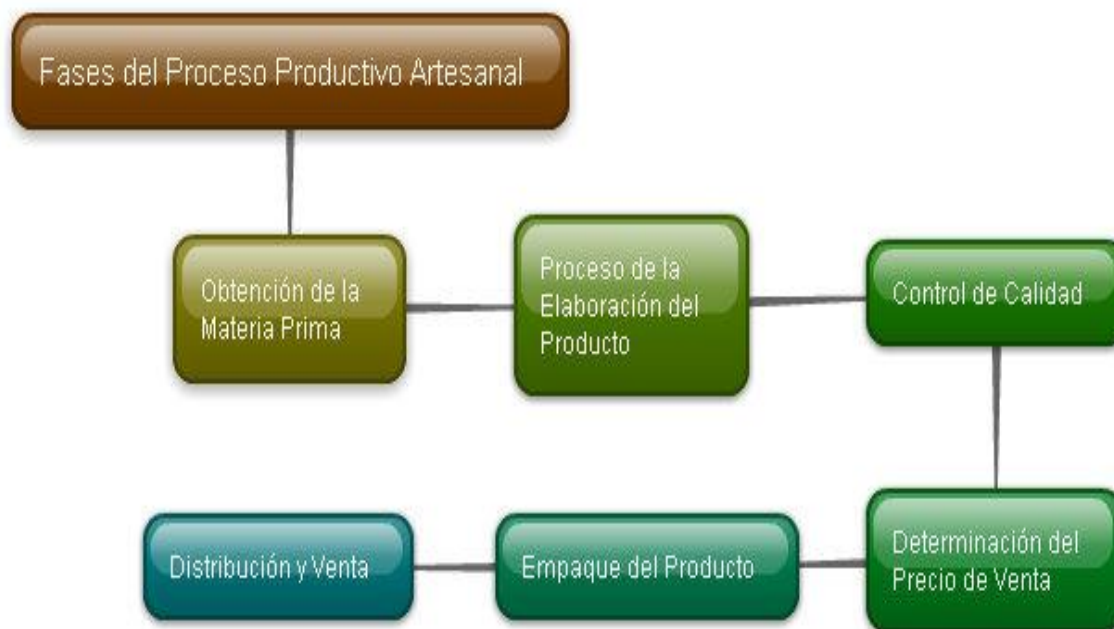 Fases del Proceso Productivo Artesanal
Obtención de la
Materia Prima
Proceso de la
Elaboración del
Producto
Control de Calidad
Determinación del
Precio de Venta
Empaque del Producto
Distribución y Venta